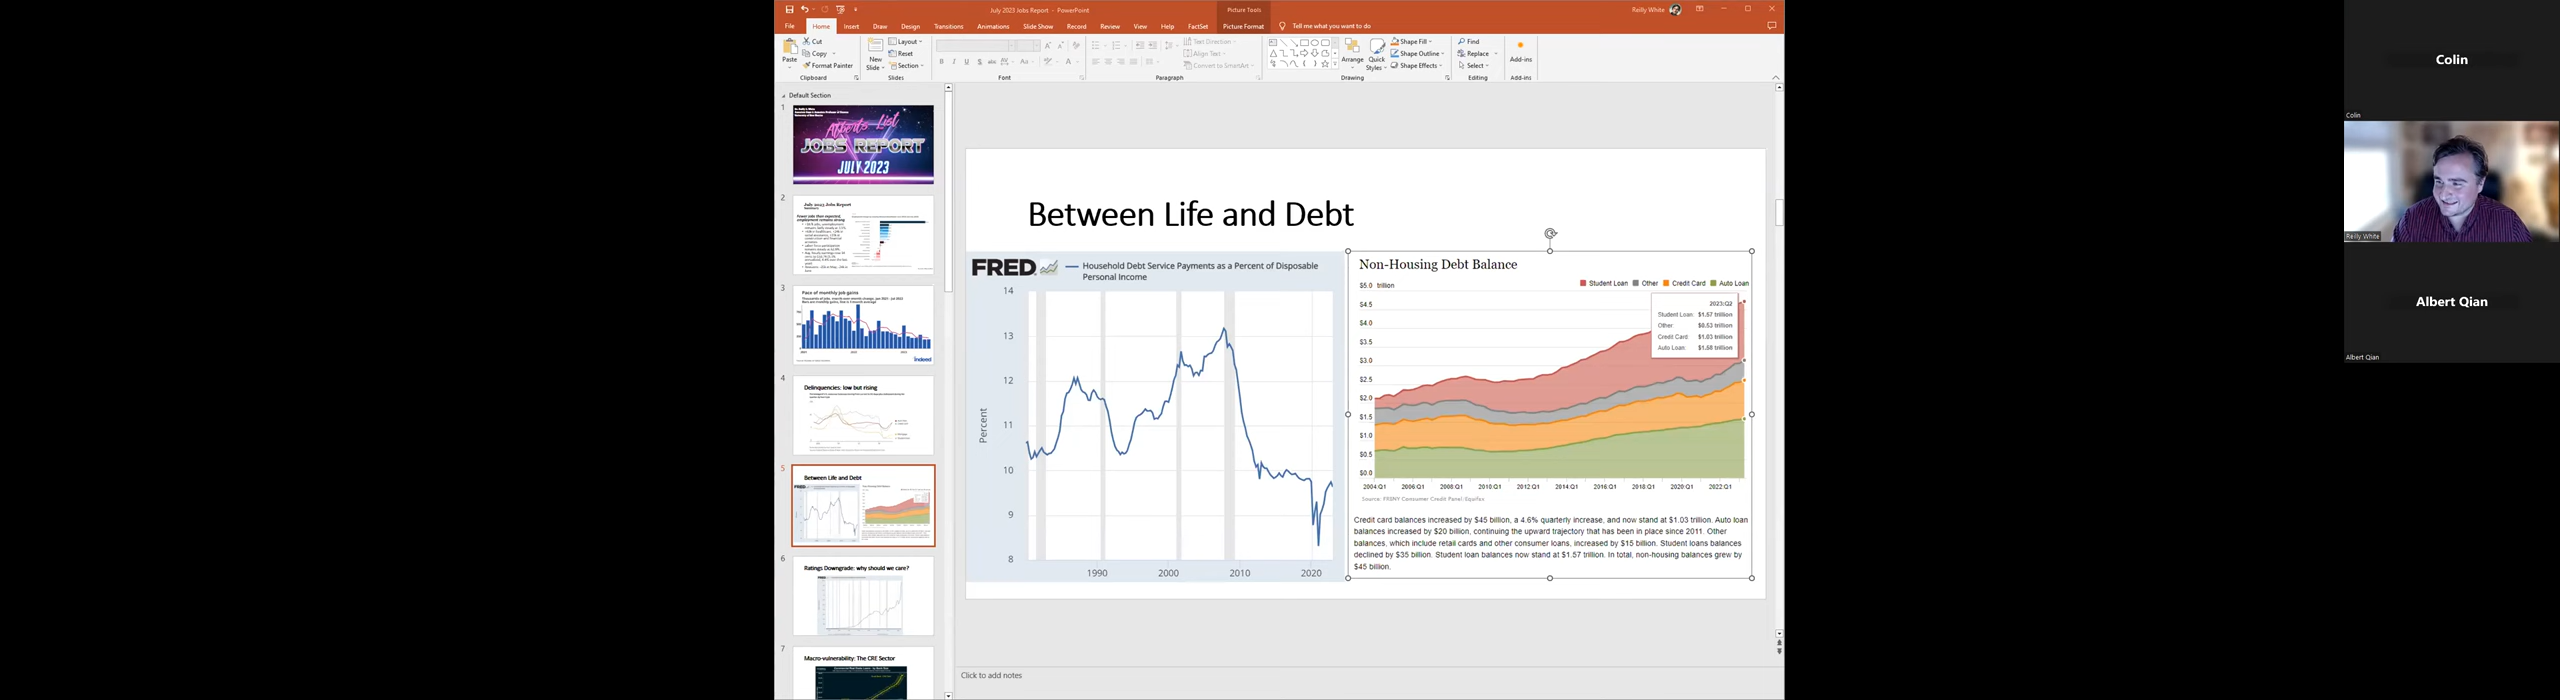 July 2023 Jobs Report - PowerPoint
Picture Tools
Reilly White
File Home Insert Draw Design Transitions Animations Slide Show Record Review View Help FactSet Picture Format Tell me what you want to do
Paste
Cut
Copy
Format Painter
Clipboard
New Slide
Layout
Reset
Section
Slides
Font
Text Direction
Align Text
Convert to SmartArt
Paragraph
Arrange
Quick Styles
Shape Fill
Shape Outline
Shape Effects
Drawing
Find
Replace
Select
Editing
Add-ins
Add-ins
Default Section
1
Albert's List
JOBS REPORT
JULY 2023
2
July 2023 Jobs Report
3
Pace of monthly job gains
indeed
4
Delinquencies: low but rising
5
Between Life and Debt
6
Ratings Downgrade: why should we care?
7
Macro-vulnerability: The CRE Sector
Between Life and Debt
FRED
Household Debt Service Payments as a Percent of Disposable
Personal Income
14
13
12
11
10
9
8
Percent
1990 2000 2010 2020
Non-Housing Debt Balance
$5.0 trillion
Student Loan Other Credit Card Auto Loan
$4.5
$4.0
$3.5
$3.0
$2.5
$2.0
$1.5
$1.0
$0.5
$0.0
2023:Q2
Student Loan: $1.57 trillion
Other: $0.53 trillion
Credit Card: $1.03 trillion
Auto Loan: $1.58 trillion
2004:Q1 2006:Q1 2008:Q1 2010:Q1 2012:Q1 2014:Q1 2016:Q1 2018:Q1 2020:Q1 2022:Q1
Source: FRBNY Consumer Credit Panel/Equifax
Credit card balances increased by $45 billion, a 4.6% quarterly increase, and now stand at $1.03 trillion. Auto loan
balances increased by $20 billion, continuing the upward trajectory that has been in place since 2011. Other
balances, which include retail cards and other consumer loans, increased by $15 billion. Student loans balances
declined by $35 billion. Student loan balances now stand at $1.57 trillion. In total, non-housing balances grew by
$45 billion.
Click to add notes
Colin
Colin
Reilly White
Albert Qian
Albert Qian